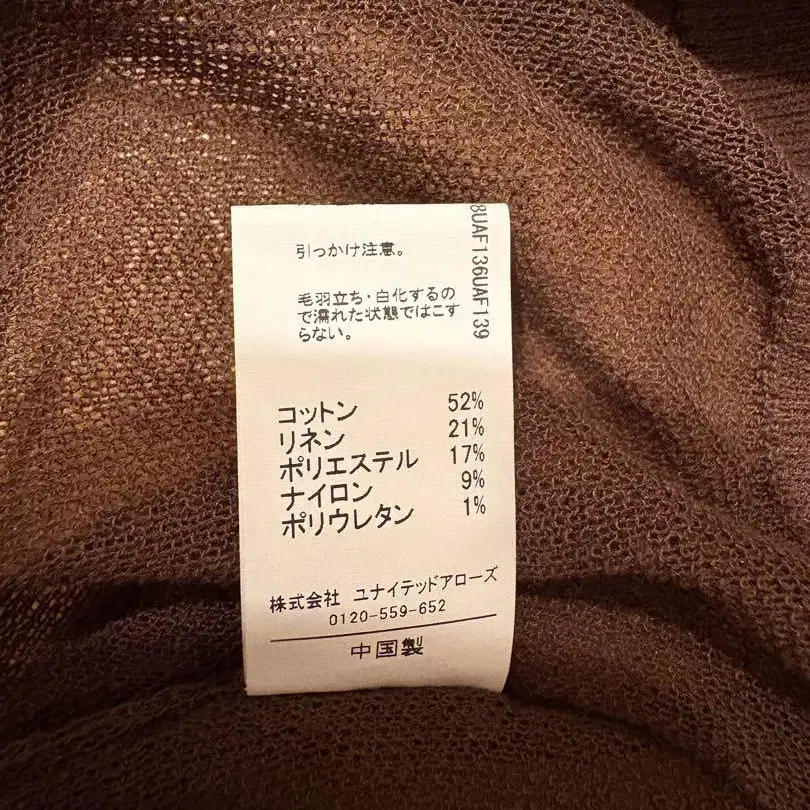 引っかけ注意。
毛羽立ち・白化するの
で濡れた状態ではこす
らない。
8UAF136UAF139
コットン 52%
リネン 21%
ポリエステル 17%
ナイロン 9%
ポリウレタン 1%
株式会社 ユナイテッドアローズ
0120-559-652
中国製